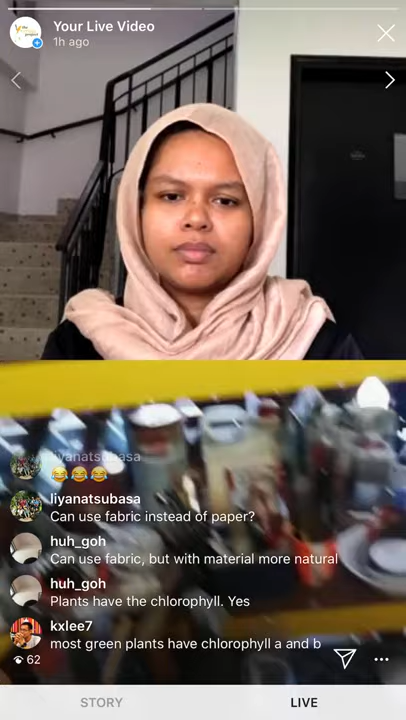 Your Live Video
1h ago
liyanatsubasa
😂😂😂
liyanatsubasa
Can use fabric instead of paper?
huh_goh
Can use fabric, but with material more natural
huh_goh
Plants have the chlorophyll. Yes
kxlee7
most green plants have chlorophyll a and b
62
STORY
LIVE